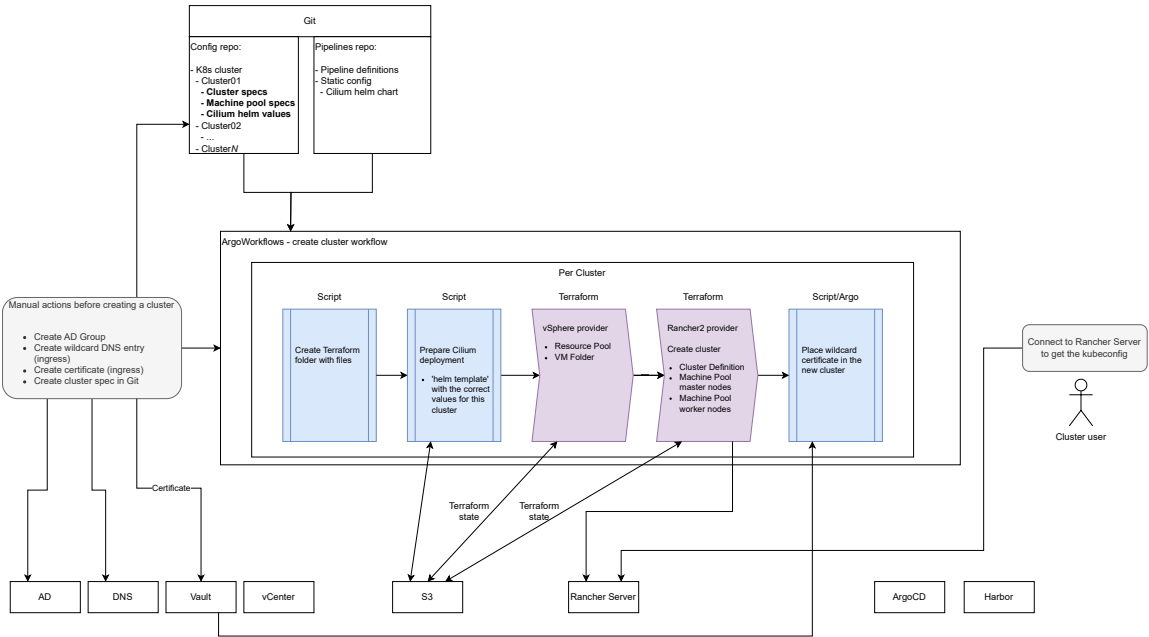 Git
Config repo:
- K8s cluster
- Cluster01
- Cluster specs
- Machine pool specs
- Cilium helm values
- Cluster02
- ...
- ClusterN
Pipelines repo:
- Pipeline definitions
- Static config
- Cilium helm chart
ArgoWorkflows - create cluster workflow
Per Cluster
Manual actions before creating a cluster
• Create AD Group
• Create wildcard DNS entry
(ingress)
• Create certificate (ingress)
• Create cluster spec in Git
Script
Create Terraform
folder with files
Script
Prepare Cilium
deployment
• 'helm template'
with the correct
values for this
cluster
Terraform
vSphere provider
• Resource Pool
• VM Folder
Terraform
Rancher2 provider
Create cluster
• Cluster Definition
• Machine Pool
master nodes
• Machine Pool
worker nodes
Script/Argo
Place wildcard
certificate in the
new cluster
Connect to Rancher Server
to get the kubeconfig
Cluster user
Certificate
Terraform
state
Terraform
state
AD
DNS
Vault
vCenter
S3
Rancher Server
ArgoCD
Harbor